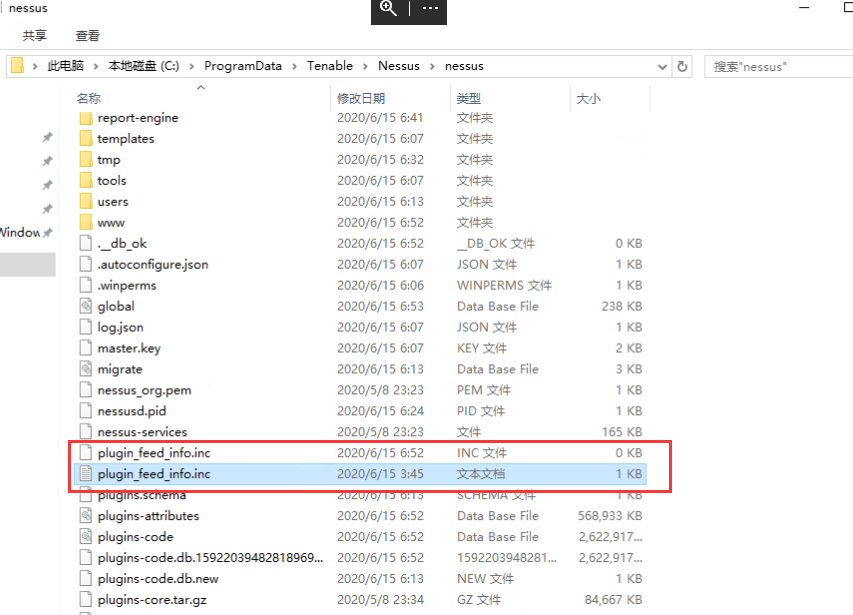 nessus
共享 查看
此电脑 > 本地磁盘 (C:) > ProgramData > Tenable > Nessus > nessus
搜索"nessus"
名称 修改日期 类型 大小
report-engine 2020/6/15 6:41 文件夹
templates 2020/6/15 6:07 文件夹
tmp 2020/6/15 6:32 文件夹
tools 2020/6/15 6:07 文件夹
users 2020/6/15 6:13 文件夹
www 2020/6/15 6:52 文件夹
Window
.__db_ok 2020/6/15 6:52 __DB_OK 文件 0 KB
.autoconfigure.json 2020/6/15 6:07 JSON 文件 1 KB
.winperms 2020/6/15 6:06 WINPERMS 文件 1 KB
global 2020/6/15 6:53 Data Base File 238 KB
log.json 2020/6/15 6:07 JSON 文件 1 KB
master.key 2020/6/15 6:07 KEY 文件 2 KB
migrate 2020/6/15 6:13 Data Base File 3 KB
nessus_org.pem 2020/5/8 23:23 PEM 文件 1 KB
nessusd.pid 2020/6/15 6:24 PID 文件 1 KB
nessus-services 2020/5/8 23:23 文件 165 KB
plugin_feed_info.inc 2020/6/15 6:52 INC 文件 0 KB
plugin_feed_info.inc 2020/6/15 3:45 文本文档 1 KB
plugins.schema 2020/6/15 6:13 SCHEMA 文件 1 KB
plugins-attributes 2020/6/15 6:52 Data Base File 568,933 KB
plugins-code 2020/6/15 6:52 Data Base File 2,622,917...
plugins-code.db.15922039482818969... 2020/6/15 6:52 1592203948281... 2,622,917...
plugins-code.db.new 2020/6/15 6:13 NEW 文件 1 KB
plugins-core.tar.gz 2020/5/8 23:34 GZ 文件 84,667 KB